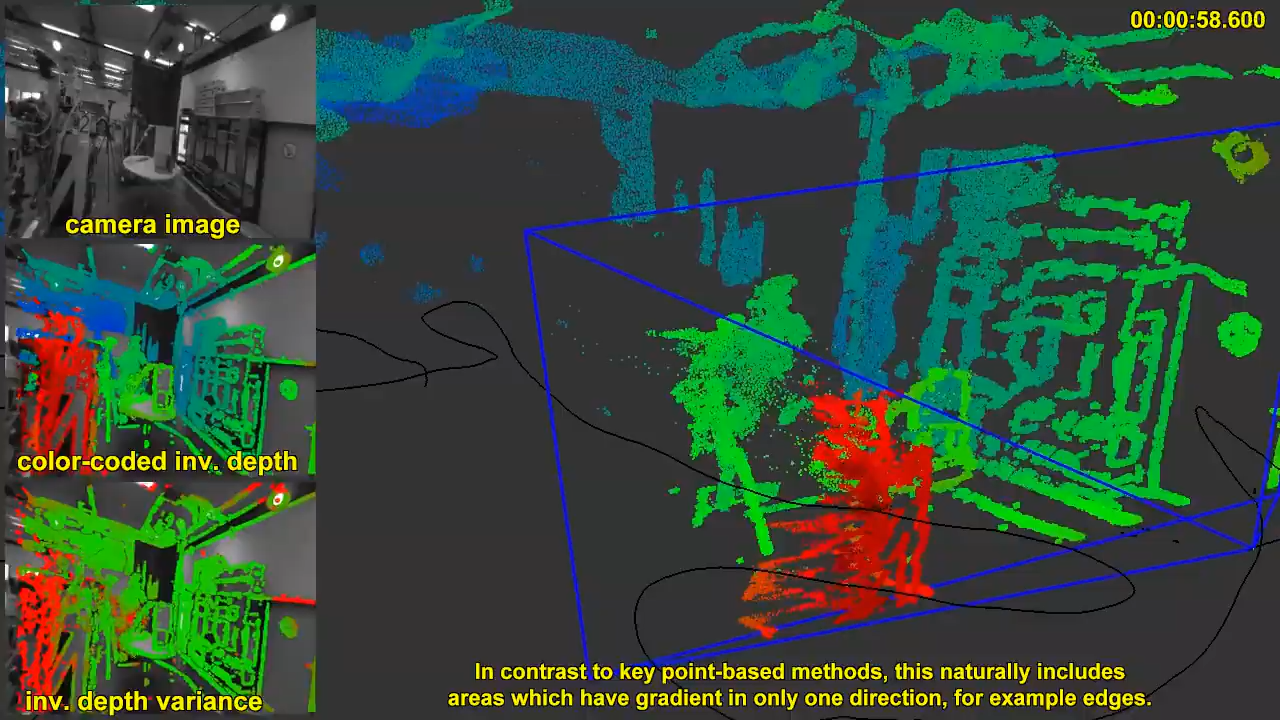 00:00:58.600
camera image
color-coded inv. depth
inv. depth variance
In contrast to key point-based methods, this naturally includes
areas which have gradient in only one direction, for example edges.